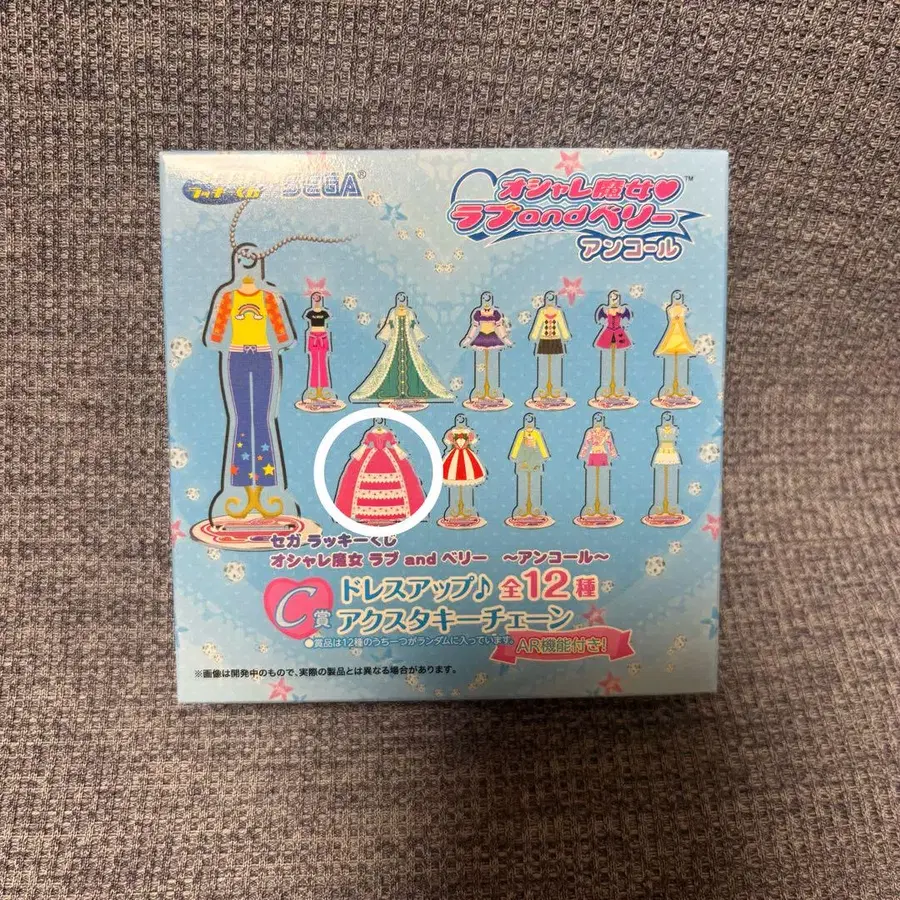 ラッキーくじ
SEGA®
オシャレ魔女♥
ラブandベリー™
アンコール
セガ ラッキーくじ
オシャレ魔女 ラブ and ベリー ～アンコール～
C賞
ドレスアップ♪ 全12種
アクスタキーチェーン
●賞品は12種のうち一つがランダムに入っています。
AR機能付き!
※画像は開発中のもので、実際の製品とは異なる場合があります。